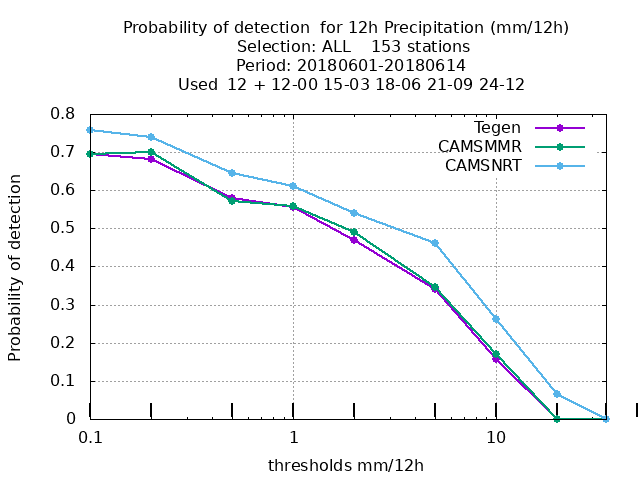 Probability of detection  for 12h Precipitation (mm/12h)
Selection: ALL    153 stations
Period: 20180601-20180614
Used  12 + 12-00 15-03 18-06 21-09 24-12
Tegen
CAMSMMR
CAMSNRT
0.8
0.7
0.6
0.5
0.4
0.3
0.2
0.1
0
Probability of detection
0.1 1 10
thresholds mm/12h